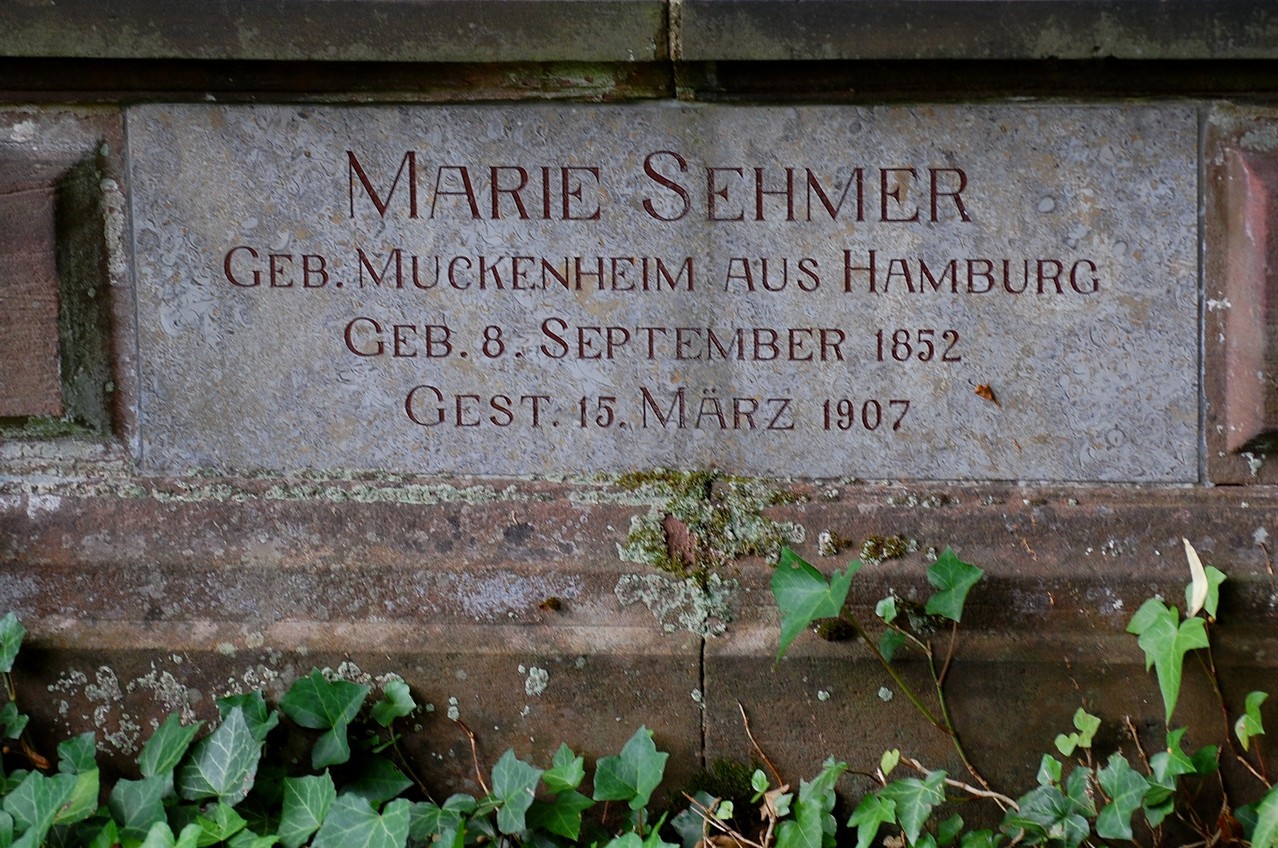 MARIE SEHMER
GEB. MUCKENHEIM AUS HAMBURG
GEB. 8. SEPTEMBER 1852
GEST. 15. MÄRZ 1907